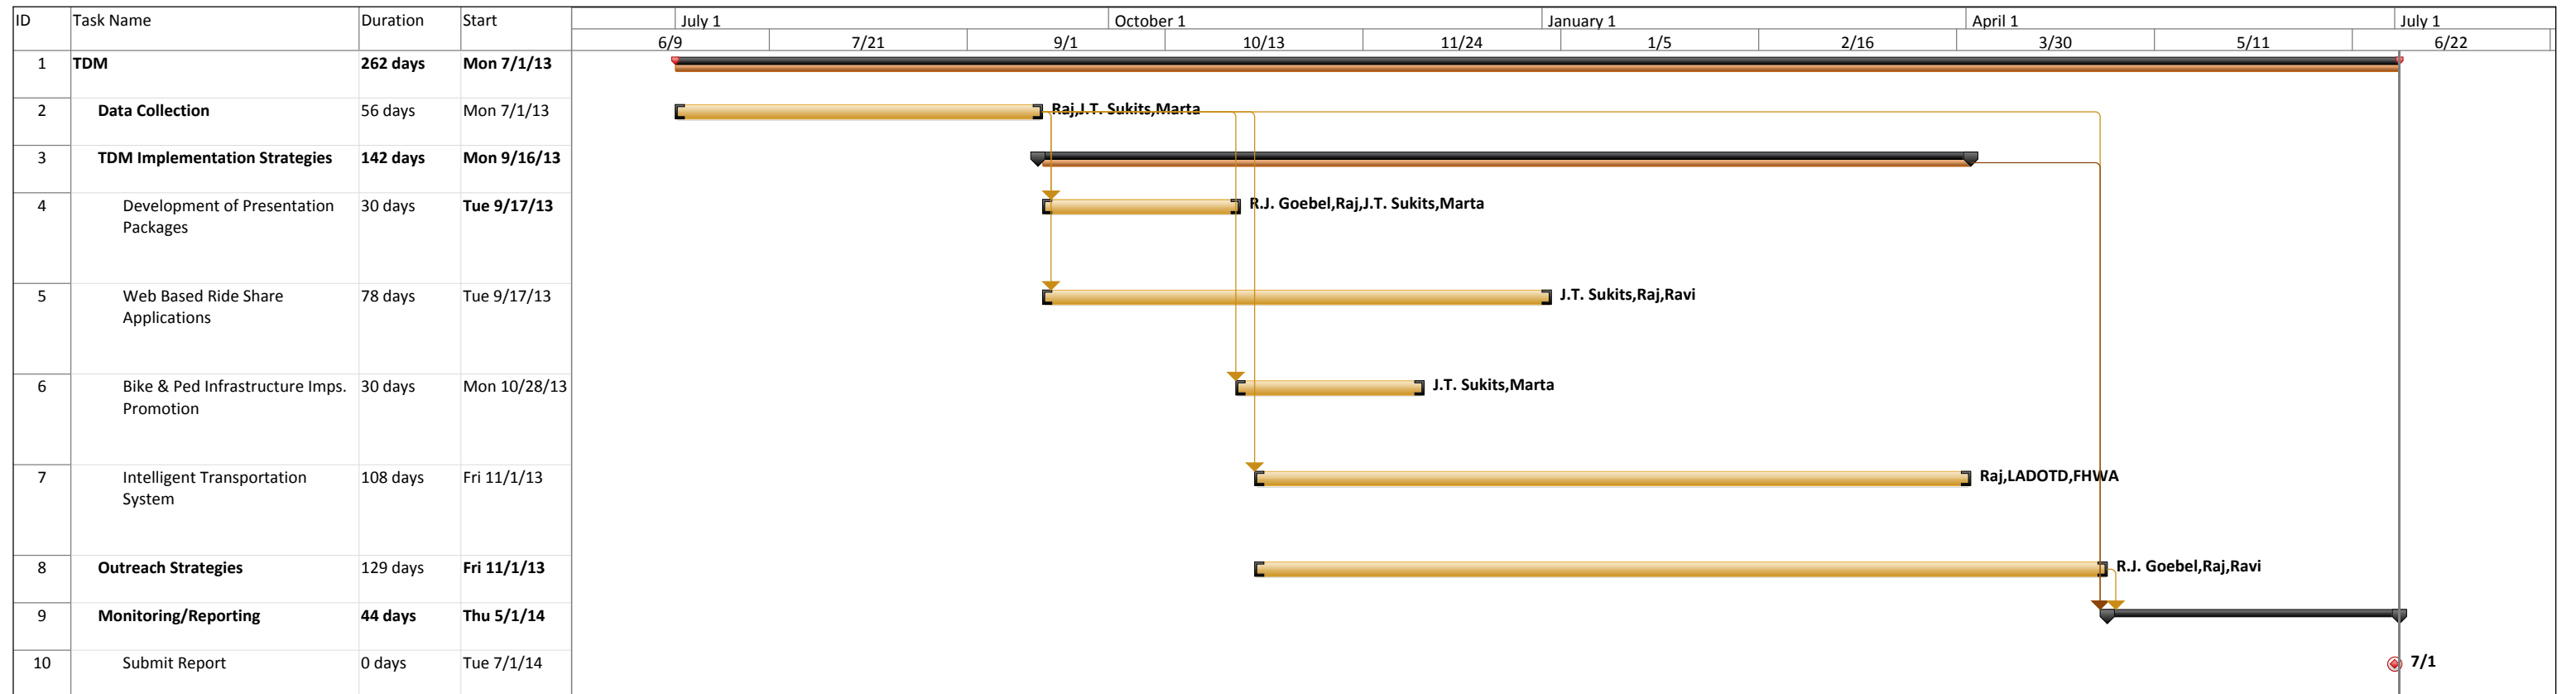 ID Task Name Duration Start July 1 October 1 January 1 April 1 July 1
6/9 7/21 9/1 10/13 11/24 1/5 2/16 3/30 5/11 6/22
1 TDM 262 days Mon 7/1/13
2 Data Collection 56 days Mon 7/1/13 Raj,J.T. Sukits,Marta
3 TDM Implementation Strategies 142 days Mon 9/16/13
4 Development of Presentation 30 days Tue 9/17/13 R.J. Goebel,Raj,J.T. Sukits,Marta
Packages
5 Web Based Ride Share 78 days Tue 9/17/13 J.T. Sukits,Raj,Ravi
Applications
6 Bike & Ped Infrastructure Imps. 30 days Mon 10/28/13 J.T. Sukits,Marta
Promotion
7 Intelligent Transportation 108 days Fri 11/1/13 Raj,LADOTD,FHWA
System
8 Outreach Strategies 129 days Fri 11/1/13 R.J. Goebel,Raj,Ravi
9 Monitoring/Reporting 44 days Thu 5/1/14
10 Submit Report 0 days Tue 7/1/14 7/1